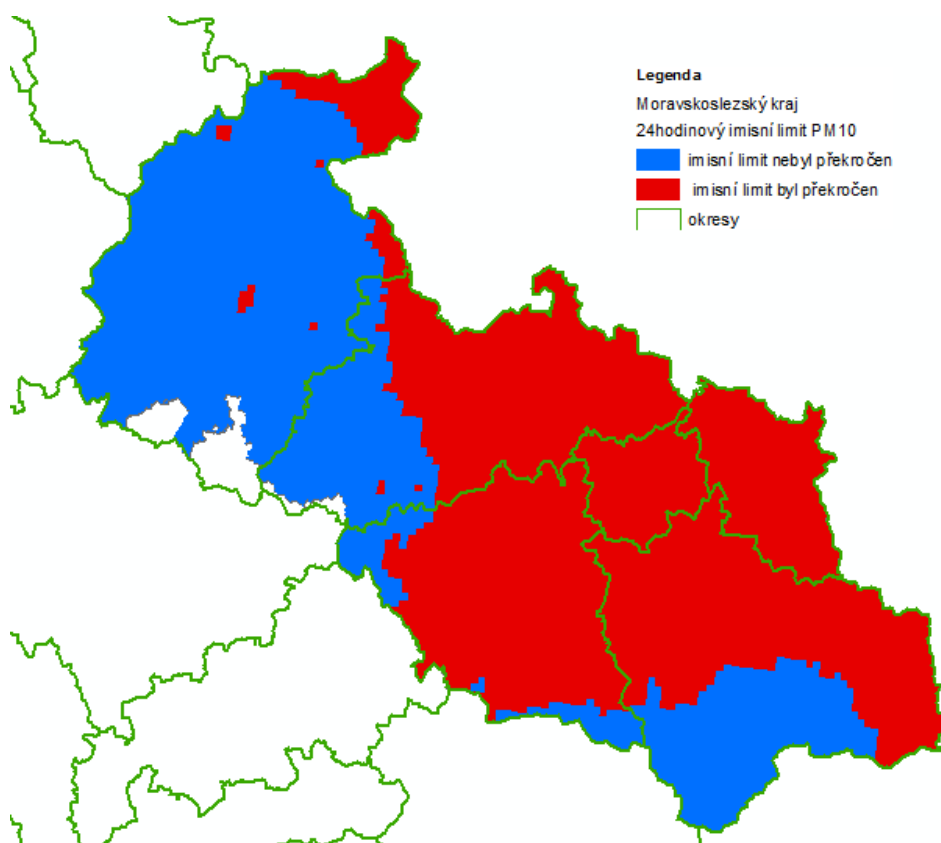 Legenda
Moravskoslezský kraj
24hodinový imisní limit PM10
imisní limit nebyl překročen
imisní limit byl překročen
okresy